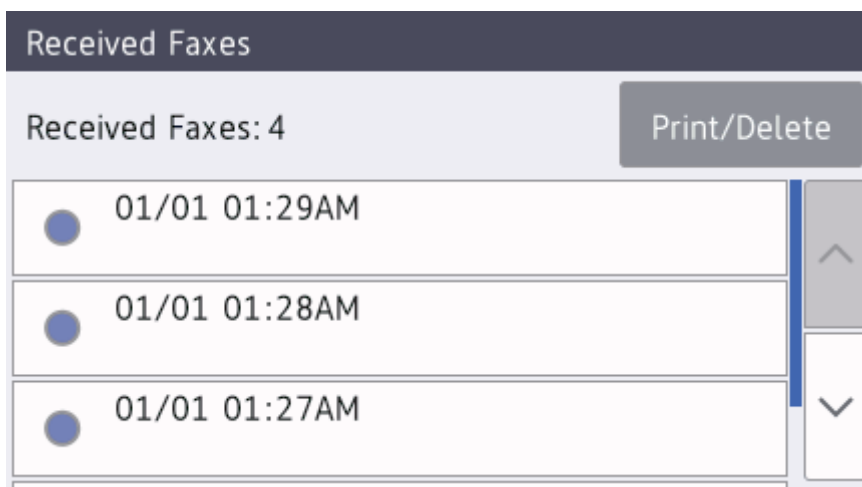 Received Faxes
Received Faxes: 4
Print/Delete
01/01 01:29AM
01/01 01:28AM
01/01 01:27AM